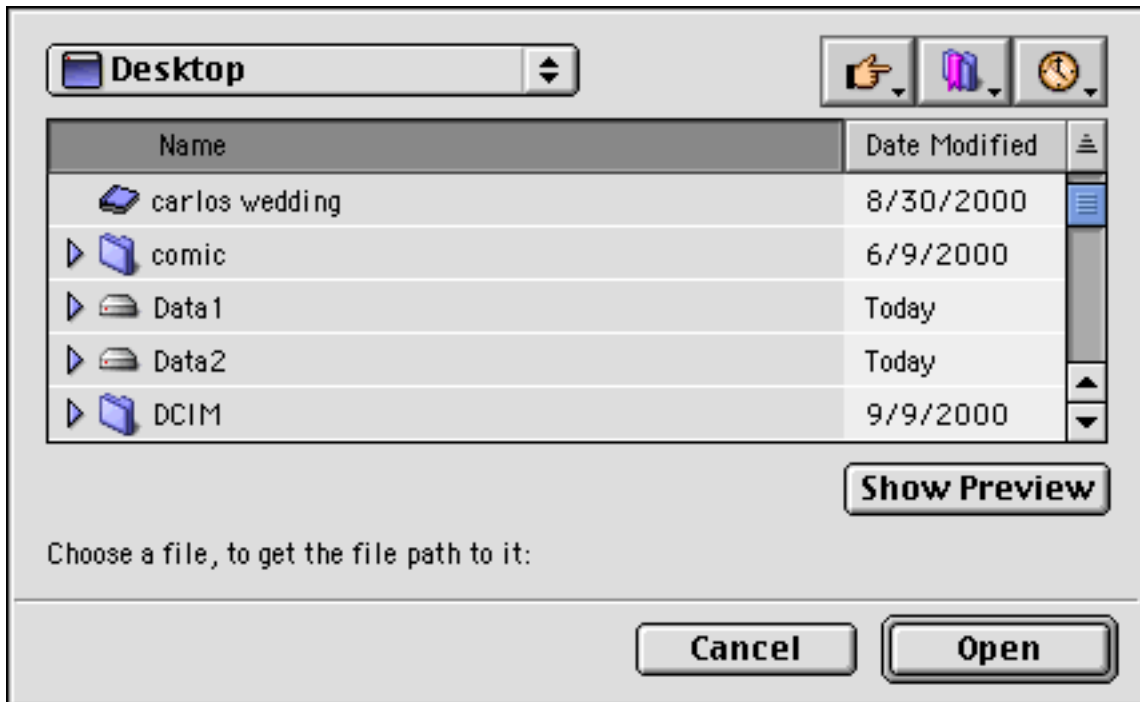 Desktop
Name Date Modified
carlos wedding 8/30/2000
comic 6/9/2000
Data1 Today
Data2 Today
DCIM 9/9/2000
Show Preview
Choose a file, to get the file path to it:
Cancel Open